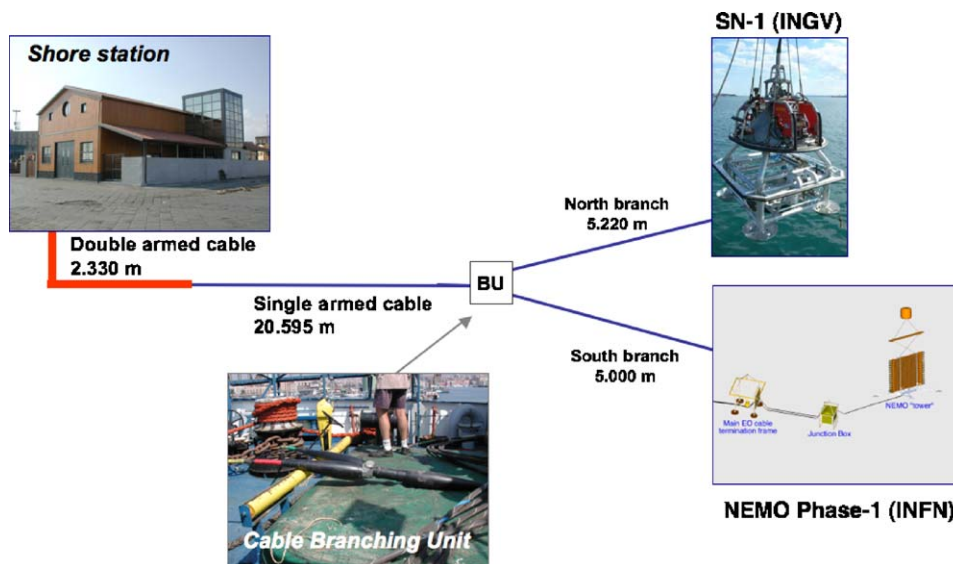 SN-1 (INGV)
Shore station
North branch
5.220 m
Double armed cable
2.330 m
BU
Single armed cable
20.595 m
South branch
5.000 m
NEMO "tower"
Main EO cable
termination frame
Junction Box
NEMO Phase-1 (INFN)
Cable Branching Unit